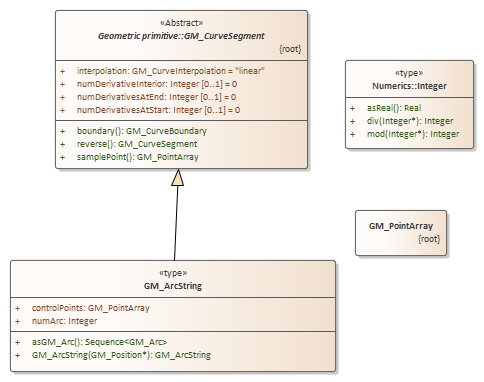 «Abstract»
Geometric primitive::GM_CurveSegment
{root}
+ interpolation: GM_CurveInterpolation = "linear"
+ numDerivativeInterior: Integer [0..1] = 0
+ numDerivativesAtEnd: Integer [0..1] = 0
+ numDerivativesAtStart: Integer [0..1] = 0
+ boundary(): GM_CurveBoundary
+ reverse(): GM_CurveSegment
+ samplePoint(): GM_PointArray
«type»
Numerics::Integer
+ asReal(): Real
+ div(Integer*): Integer
+ mod(Integer*): Integer
GM_PointArray
{root}
«type»
GM_ArcString
+ controlPoints: GM_PointArray
+ numArc: Integer
+ asGM_Arc(): Sequence<GM_Arc>
+ GM_ArcString(GM_Position*): GM_ArcString